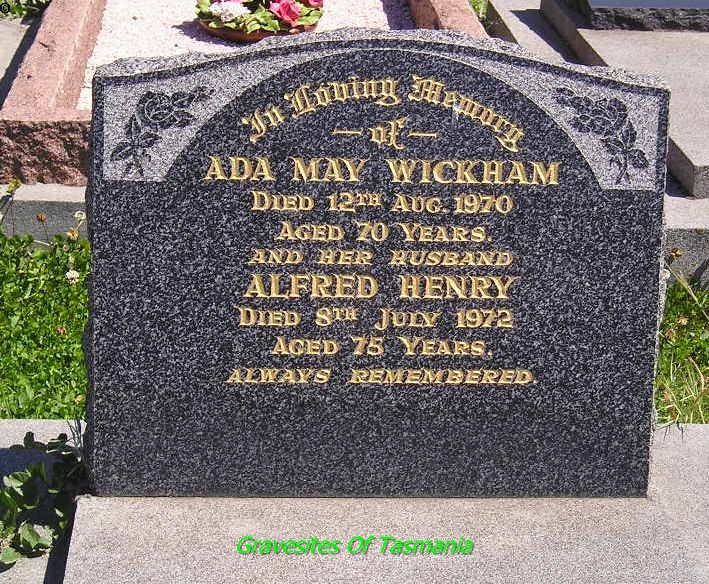 In Loving Memory
— of —
ADA MAY WICKHAM
DIED 12TH AUG. 1970
AGED 70 YEARS.
AND HER HUSBAND
ALFRED HENRY
DIED 8TH JULY 1972
AGED 75 YEARS.
ALWAYS REMEMBERED.
Gravesites Of Tasmania